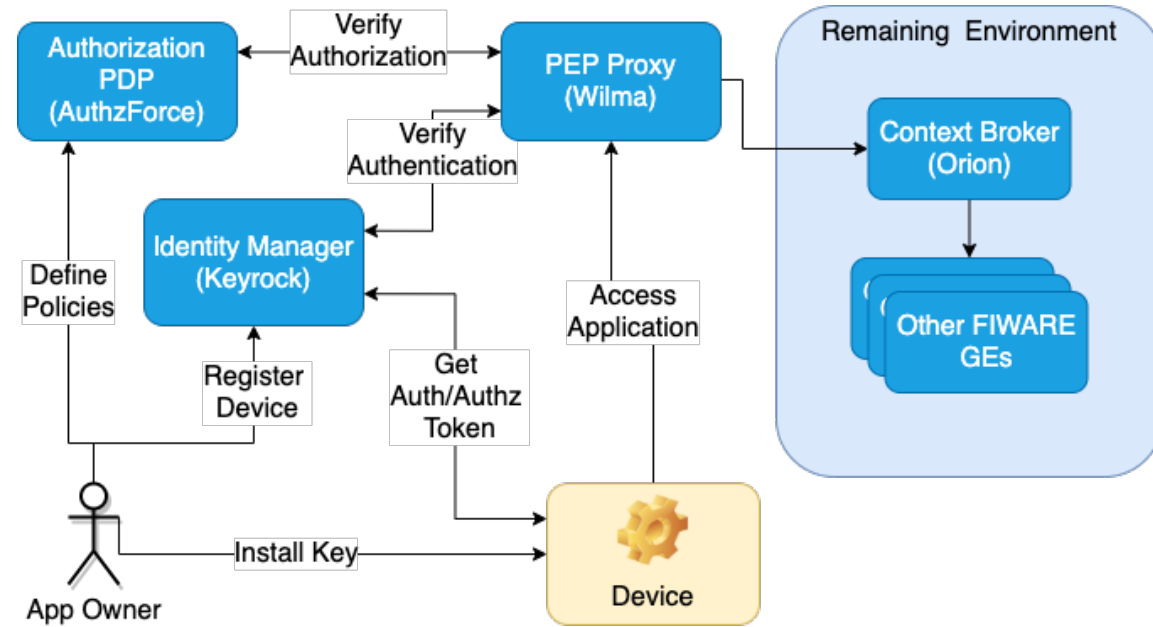 Verify
Authorization
Authorization
PDP
(AuthzForce)
PEP Proxy
(Wilma)
Remaining Environment
Context Broker
(Orion)
Verify
Authentication
Identity Manager
(Keyrock)
Define
Policies
Access
Application
Other FIWARE
GEs
Register
Device
Get
Auth/Authz
Token
Install Key
Device
App Owner